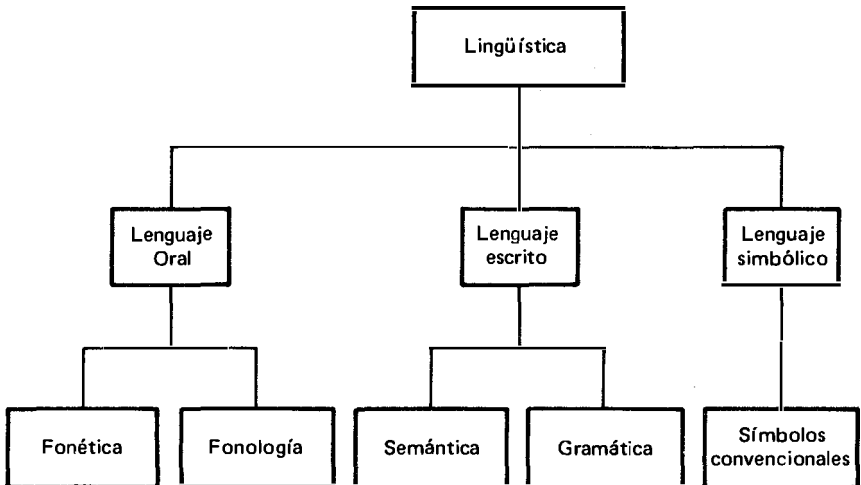 Lingüística
Lenguaje
Oral
Lenguaje
escrito
Lenguaje
simbólico
Fonética
Fonología
Semántica
Gramática
Símbolos
convencionales